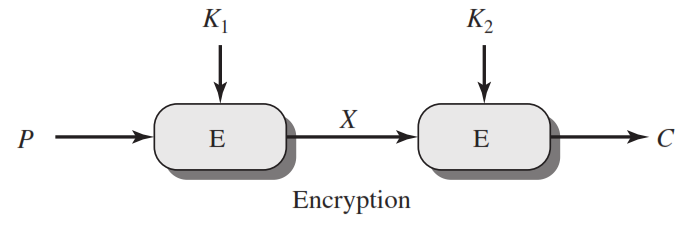 K₁ K₂
P E X E C
Encryption